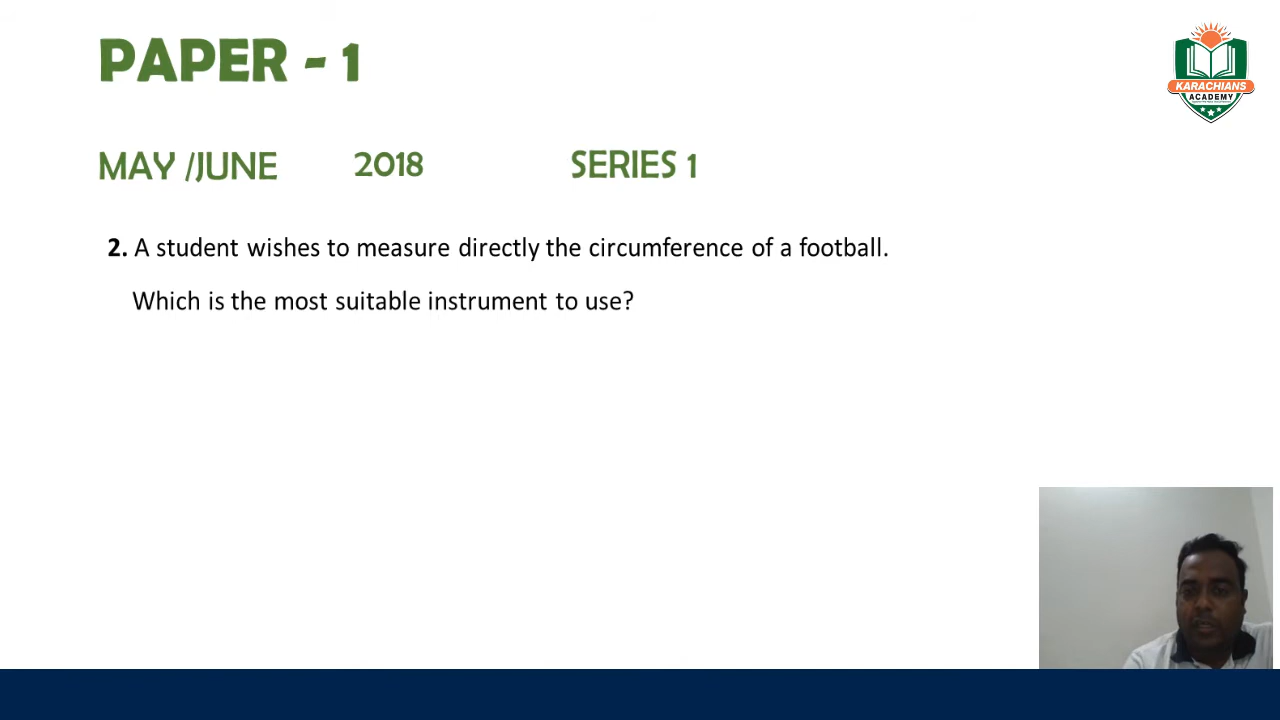 PAPER - 1
KARACHIANS
ACADEMY
MAY /JUNE 2018 SERIES 1
2. A student wishes to measure directly the circumference of a football.
Which is the most suitable instrument to use?